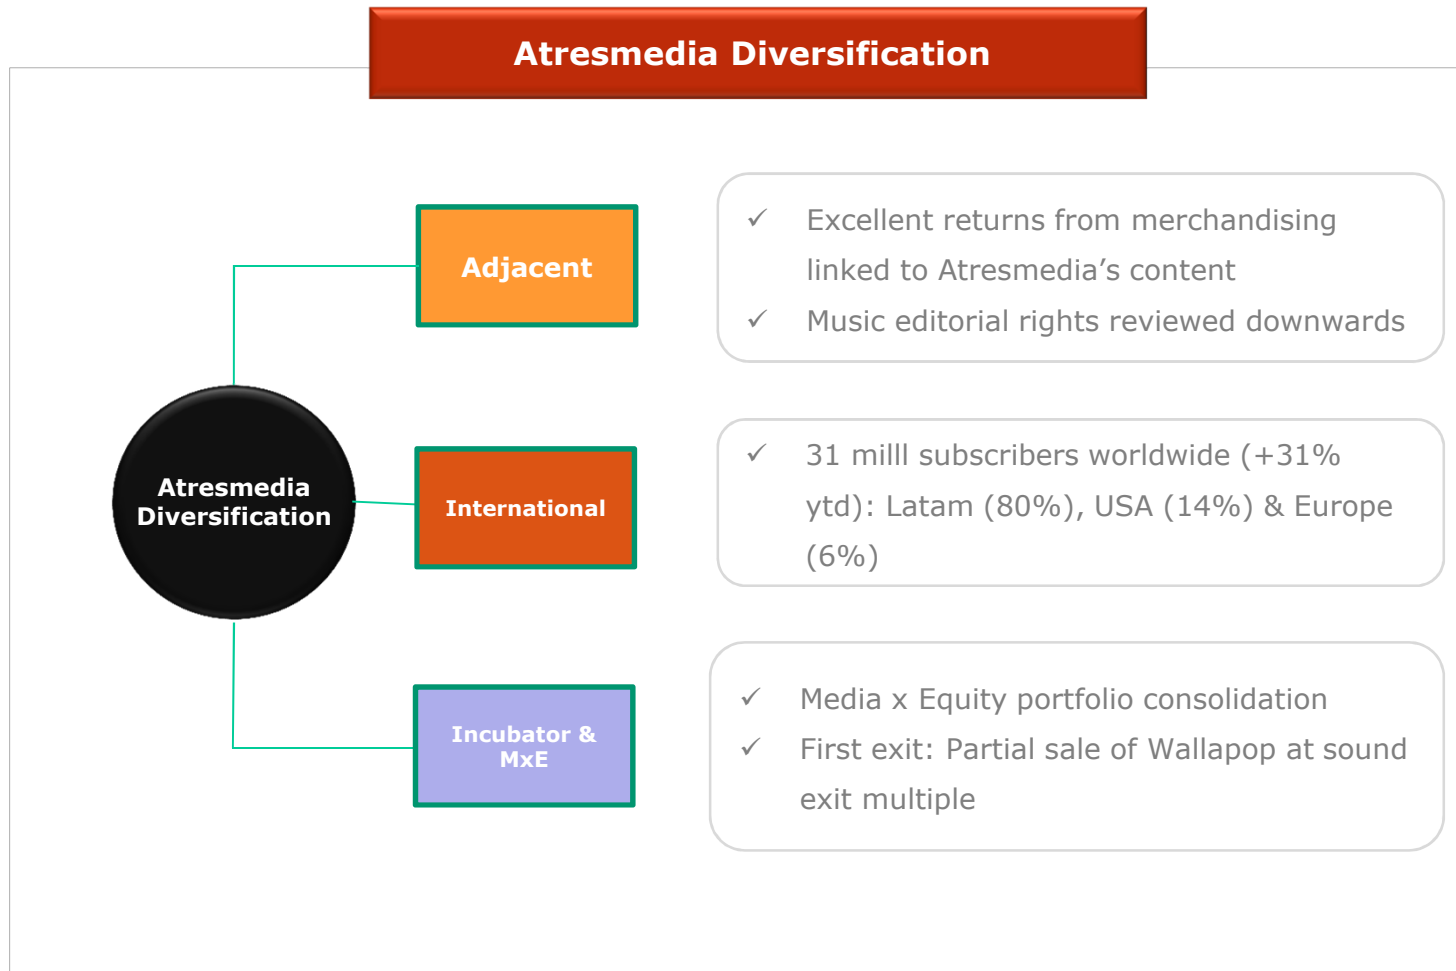 Atresmedia Diversification
Adjacent
✓ Excellent returns from merchandising
linked to Atresmedia’s content
✓ Music editorial rights reviewed downwards
Atresmedia
Diversification
International
✓ 31 milll subscribers worldwide (+31%
ytd): Latam (80%), USA (14%) & Europe
(6%)
Incubator &
MxE
✓ Media x Equity portfolio consolidation
✓ First exit: Partial sale of Wallapop at sound
exit multiple